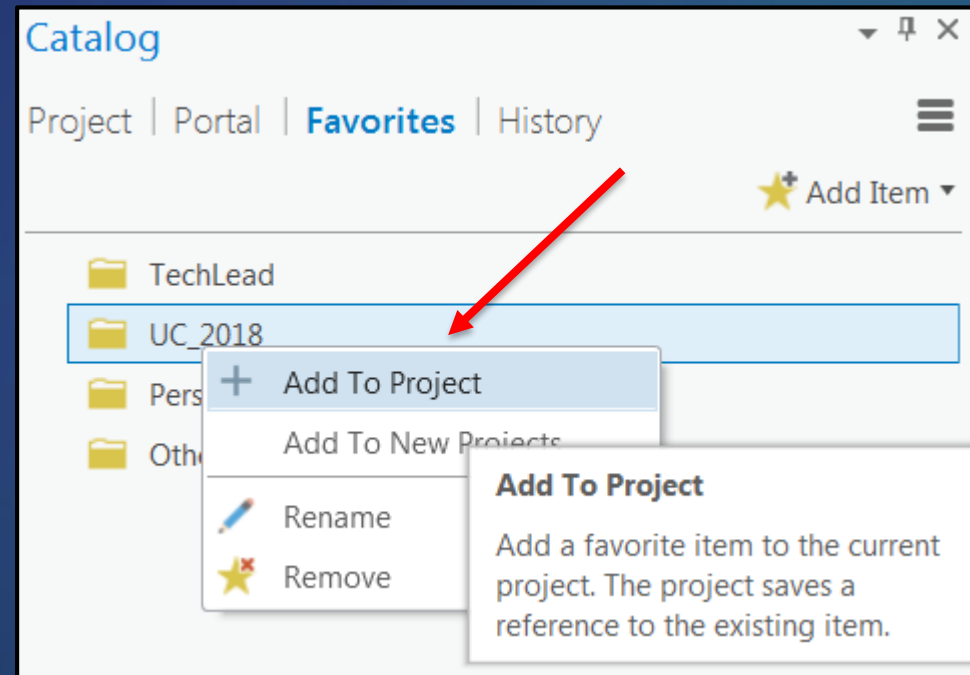 Catalog
Project | Portal | Favorites | History
Add Item
TechLead
UC_2018
Pers
Add To Project
Othe
Add To New Projects
Rename
Remove
Add To Project
Add a favorite item to the current
project. The project saves a
reference to the existing item.